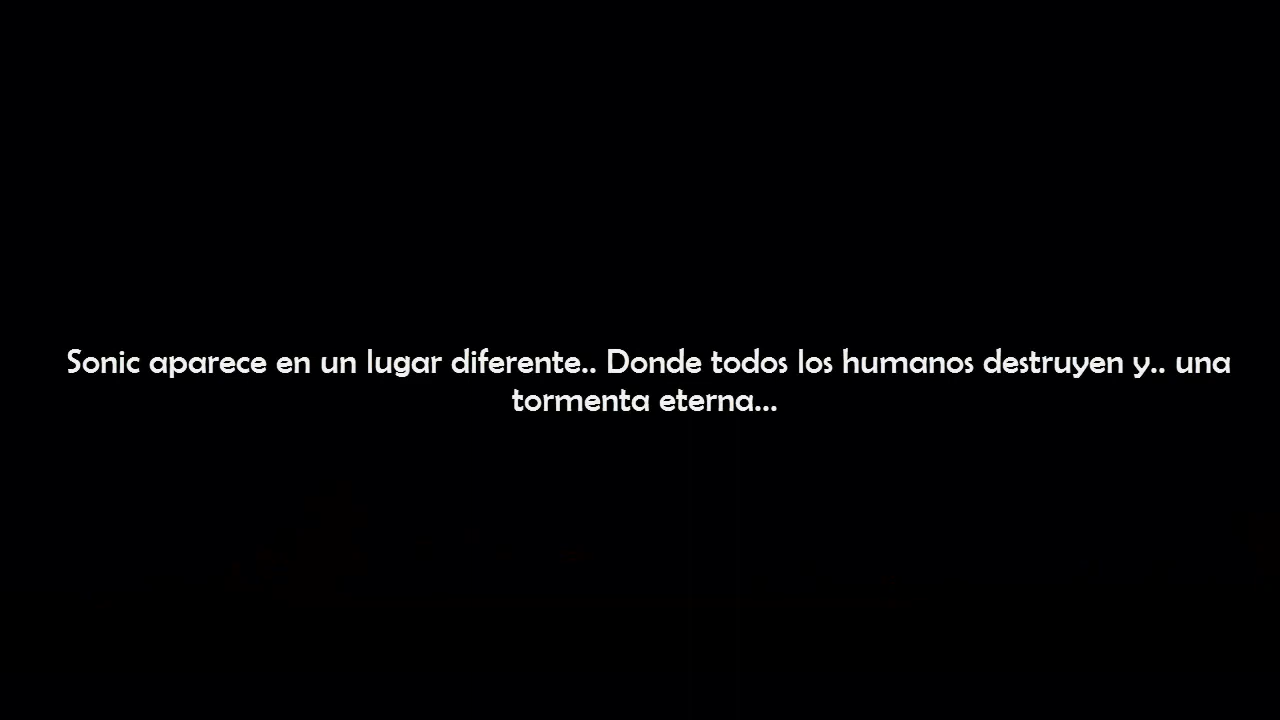 Sonic aparece en un lugar diferente.. Donde todos los humanos destruyen y.. una
tormenta eterna...